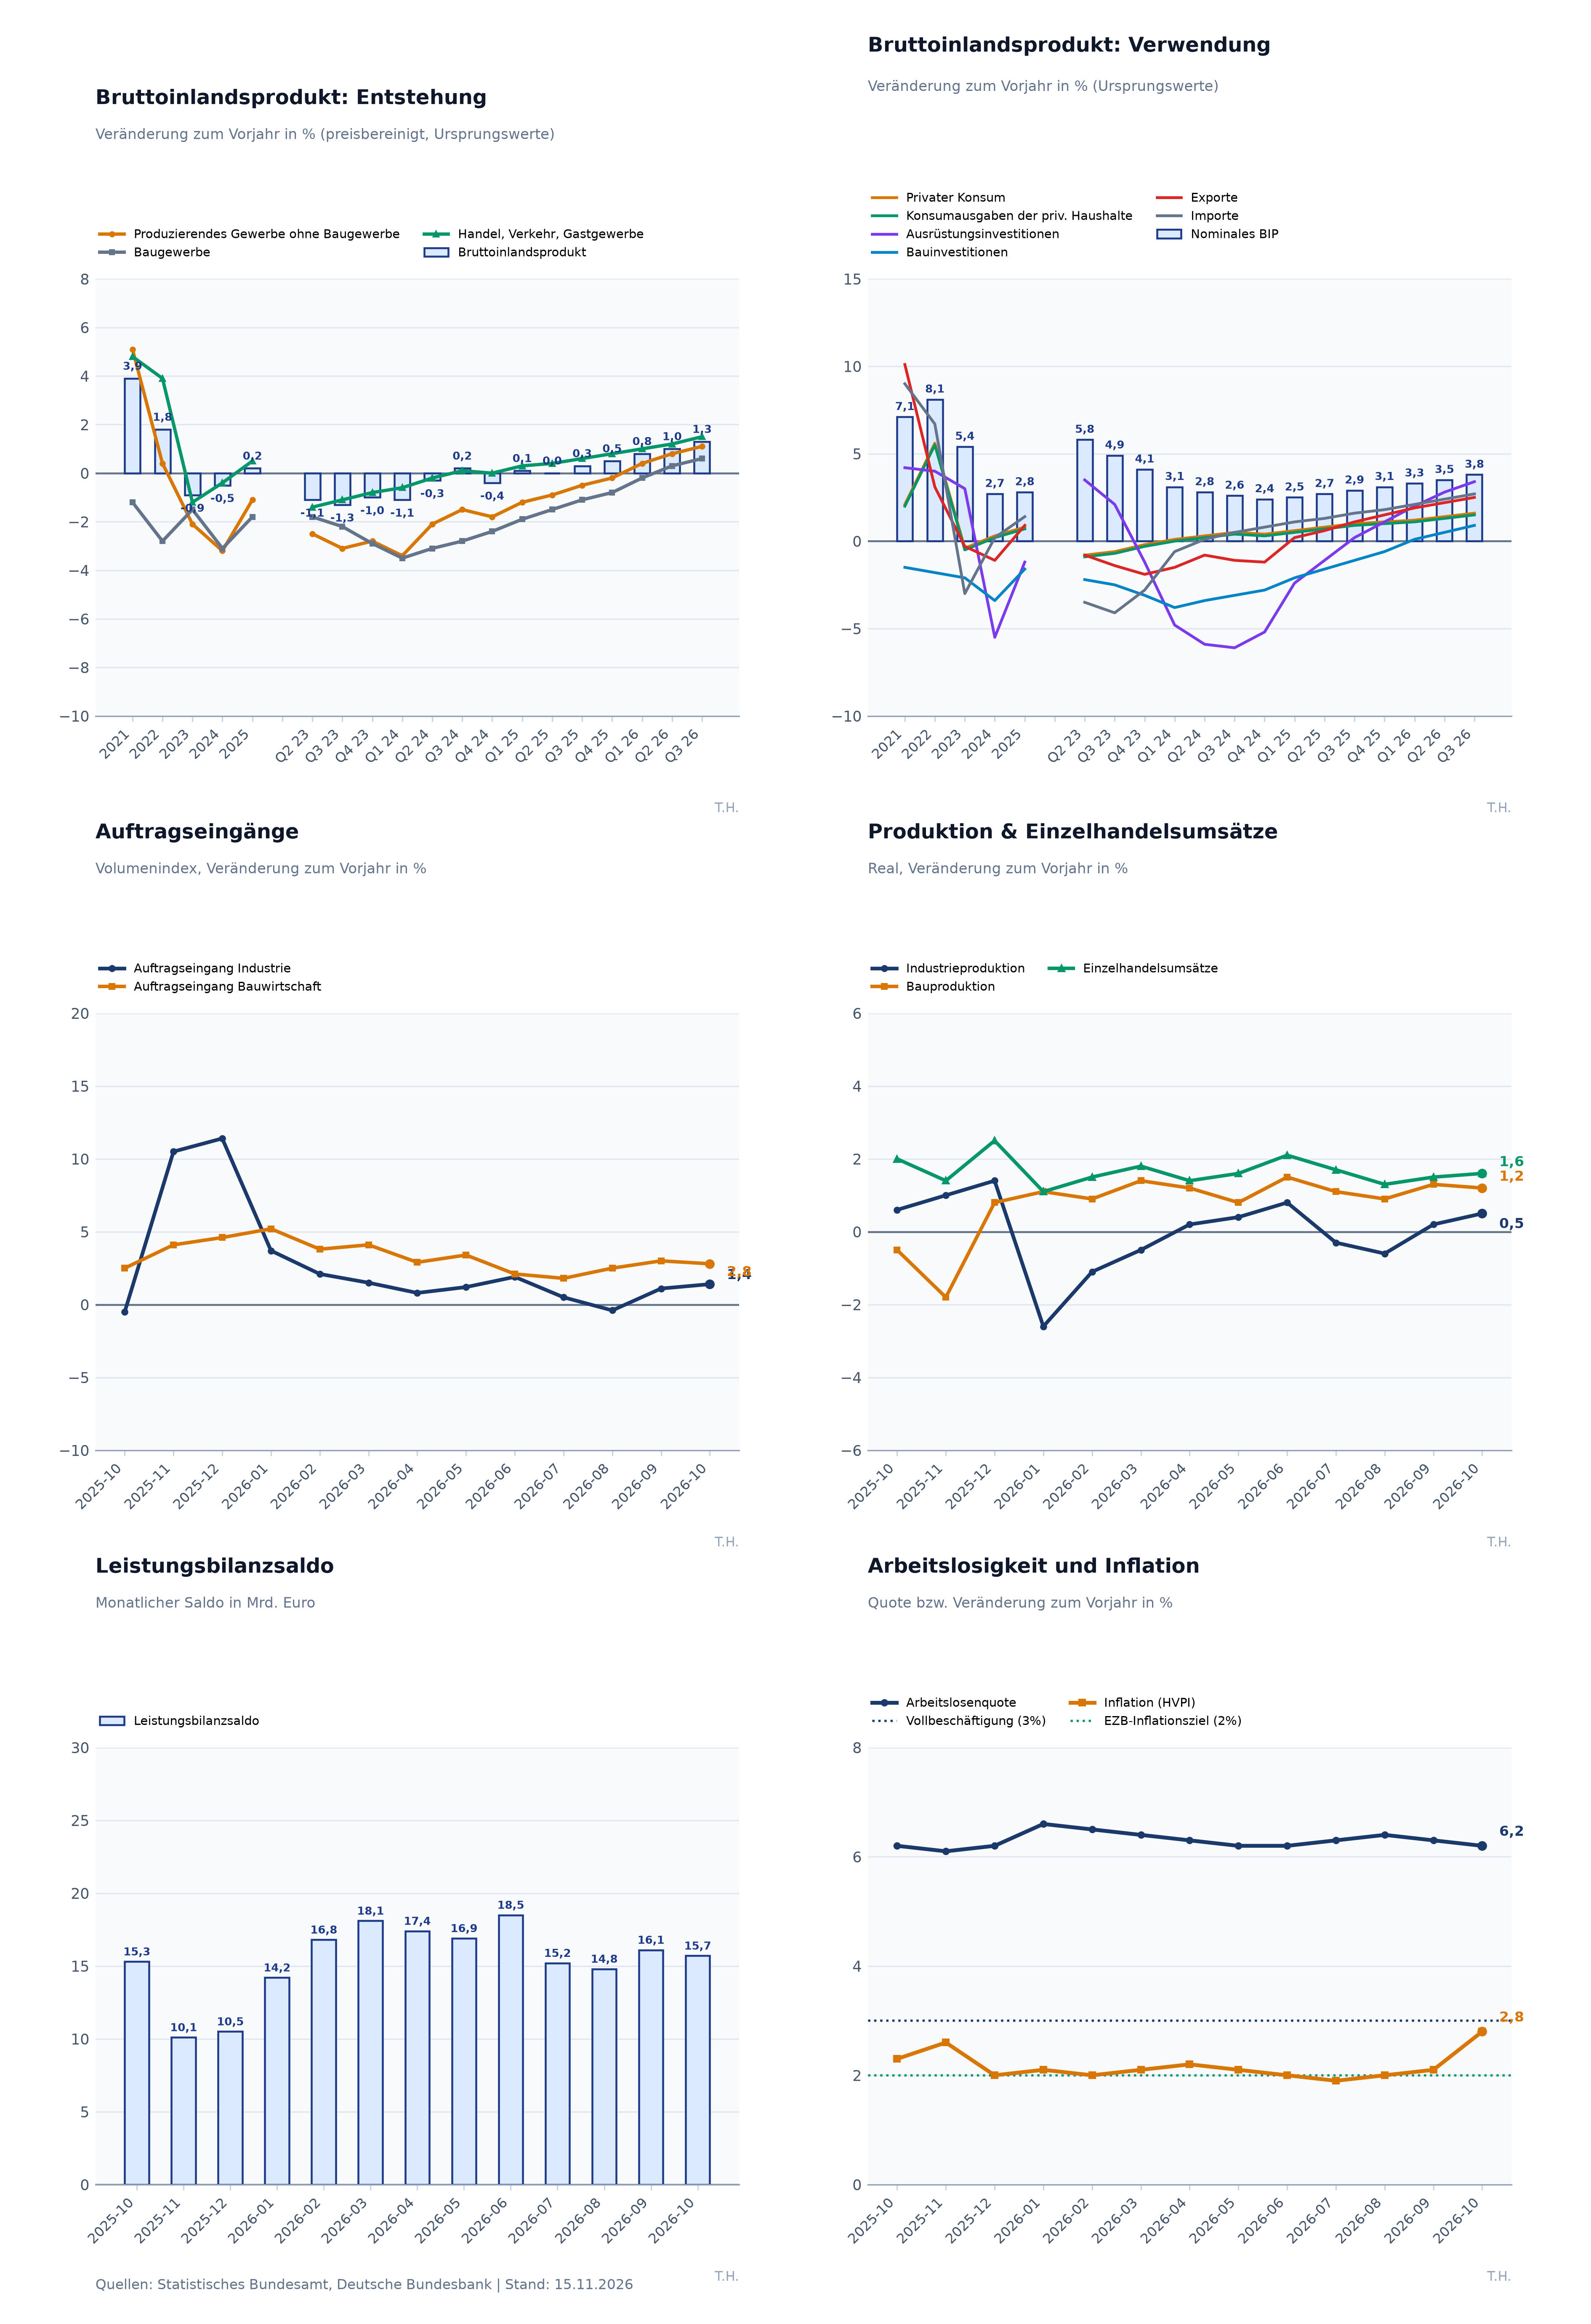 Bruttoinlandsprodukt: Entstehung
Veränderung zum Vorjahr in % (preisbereinigt, Ursprungswerte)
Produzierendes Gewerbe ohne Baugewerbe
Baugewerbe
Handel, Verkehr, Gastgewerbe
Bruttoinlandsprodukt
8
6
4
2
0
−2
−4
−6
−8
−10
3,9
1,8
-0,9
-0,5
0,2
-1,1
-1,3
-1,0
-1,1
-0,3
0,2
-0,4
0,1
0,0
0,3
0,5
0,8
1,0
1,3
2021
2022
2023
2024
2025
Q2 23
Q3 23
Q4 23
Q1 24
Q2 24
Q3 24
Q4 24
Q1 25
Q2 25
Q3 25
Q4 25
Q1 26
Q2 26
Q3 26
T.H.
Bruttoinlandsprodukt: Verwendung
Veränderung zum Vorjahr in % (Ursprungswerte)
Privater Konsum
Konsumausgaben der priv. Haushalte
Ausrüstungsinvestitionen
Bauinvestitionen
Exporte
Importe
Nominales BIP
15
10
5
0
−5
−10
7,1
8,1
5,4
2,7
2,8
5,8
4,9
4,1
3,1
2,8
2,6
2,4
2,5
2,7
2,9
3,1
3,3
3,5
3,8
2021
2022
2023
2024
2025
Q2 23
Q3 23
Q4 23
Q1 24
Q2 24
Q3 24
Q4 24
Q1 25
Q2 25
Q3 25
Q4 25
Q1 26
Q2 26
Q3 26
T.H.
Auftragseingänge
Volumenindex, Veränderung zum Vorjahr in %
Auftragseingang Industrie
Auftragseingang Bauwirtschaft
20
15
10
5
0
−5
−10
2,8
1,4
2025-10
2025-11
2025-12
2026-01
2026-02
2026-03
2026-04
2026-05
2026-06
2026-07
2026-08
2026-09
2026-10
T.H.
Produktion & Einzelhandelsumsätze
Real, Veränderung zum Vorjahr in %
Industrieproduktion
Bauproduktion
Einzelhandelsumsätze
6
4
2
0
−2
−4
−6
1,6
1,2
0,5
2025-10
2025-11
2025-12
2026-01
2026-02
2026-03
2026-04
2026-05
2026-06
2026-07
2026-08
2026-09
2026-10
T.H.
Leistungsbilanzsaldo
Monatlicher Saldo in Mrd. Euro
Leistungsbilanzsaldo
30
25
20
15
10
5
0
15,3
10,1
10,5
14,2
16,8
18,1
17,4
16,9
18,5
15,2
14,8
16,1
15,7
2025-10
2025-11
2025-12
2026-01
2026-02
2026-03
2026-04
2026-05
2026-06
2026-07
2026-08
2026-09
2026-10
T.H.
Arbeitslosigkeit und Inflation
Quote bzw. Veränderung zum Vorjahr in %
Arbeitslosenquote
Vollbeschäftigung (3%)
Inflation (HVPI)
EZB-Inflationsziel (2%)
8
6
4
2
0
6,2
2,8
2025-10
2025-11
2025-12
2026-01
2026-02
2026-03
2026-04
2026-05
2026-06
2026-07
2026-08
2026-09
2026-10
T.H.
Quellen: Statistisches Bundesamt, Deutsche Bundesbank | Stand: 15.11.2026